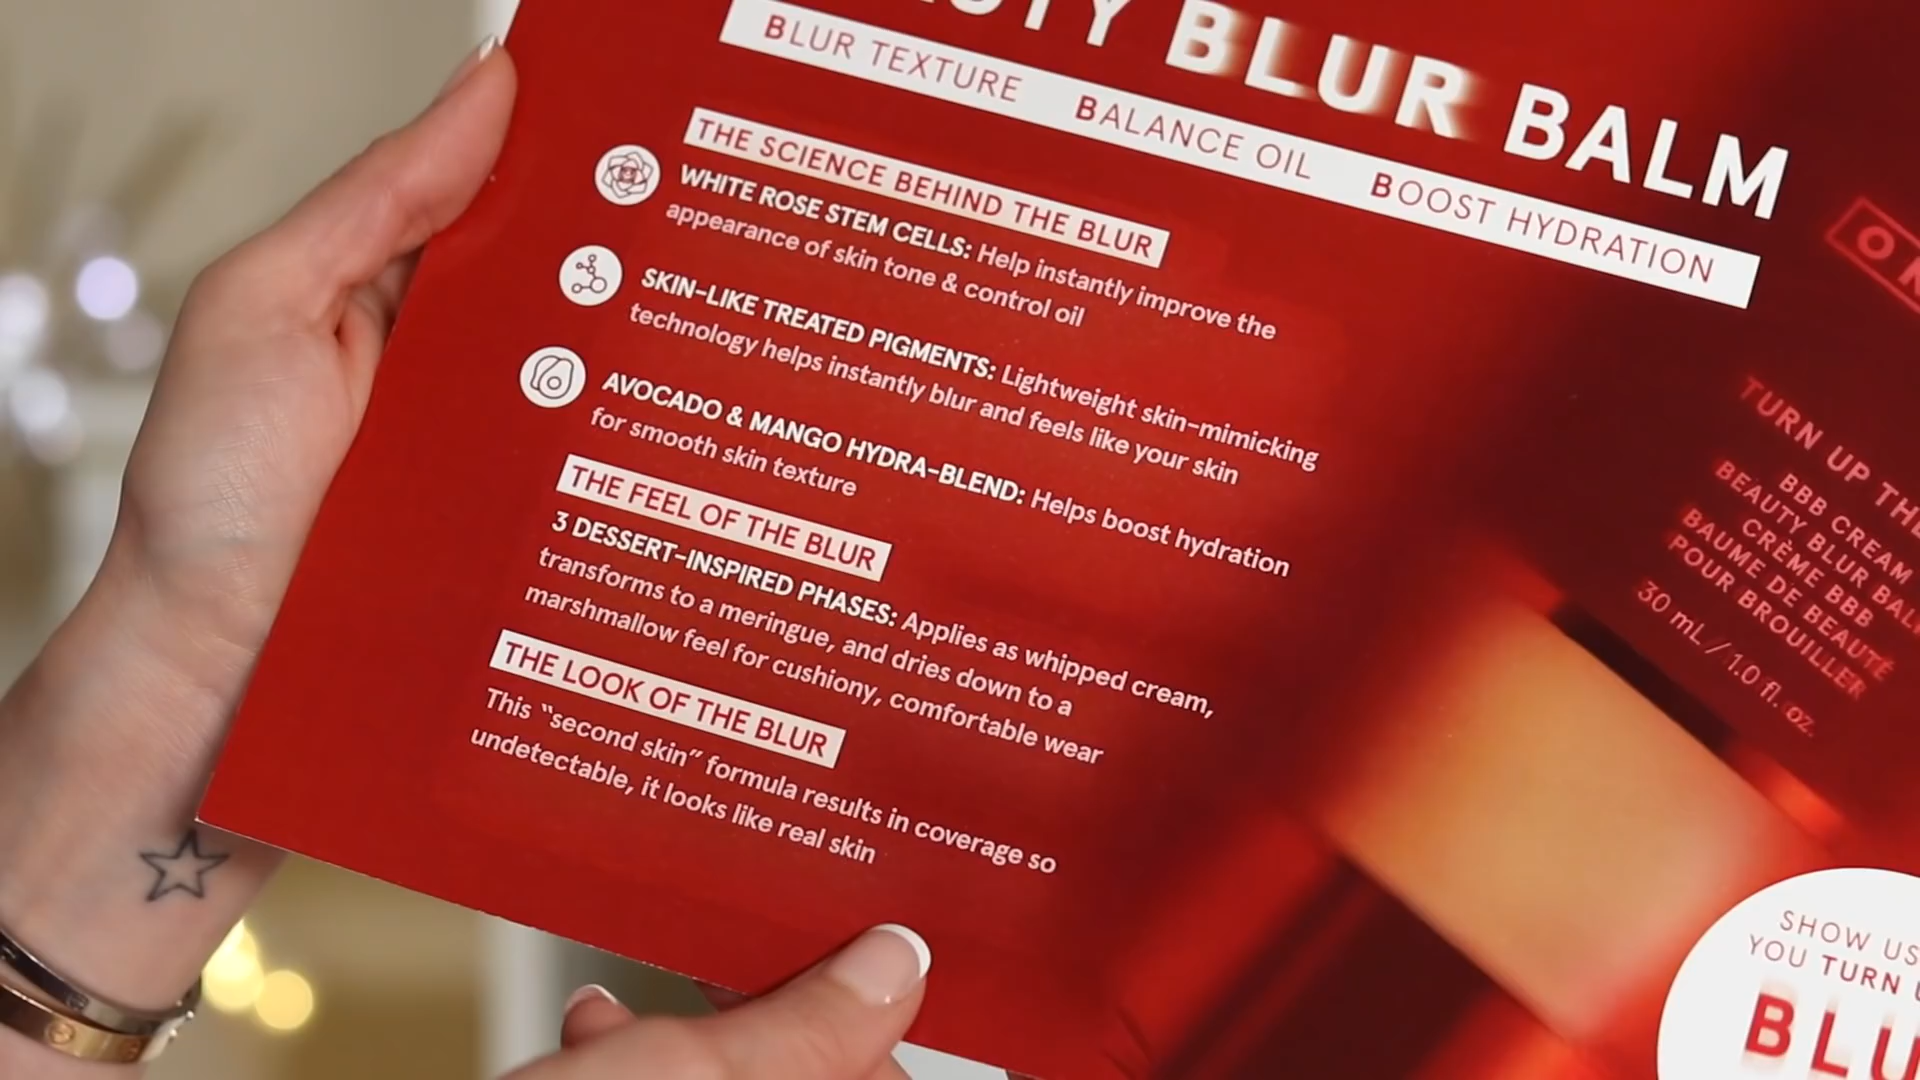 BLUR BALM
BLUR TEXTURE BALANCE OIL BOOST HYDRATION
THE SCIENCE BEHIND THE BLUR
WHITE ROSE STEM CELLS: Help instantly improve the
appearance of skin tone & control oil
SKIN-LIKE TREATED PIGMENTS: Lightweight skin-mimicking
technology helps instantly blur and feels like your skin
AVOCADO & MANGO HYDRA-BLEND: Helps boost hydration
for smooth skin texture
THE FEEL OF THE BLUR
3 DESSERT-INSPIRED PHASES: Applies as whipped cream,
transforms to a meringue, and dries down to a
marshmallow feel for cushiony, comfortable wear
THE LOOK OF THE BLUR
This "second skin" formula results in coverage so
undetectable, it looks like real skin
TURN UP THE
BBB CREAM
BEAUTY BLUR BALM
CRÈME BBB
BAUME DE BEAUTÉ
POUR BROUILLER
30 mL / 1.0 fl. oz.
SHOW US
YOU TURN